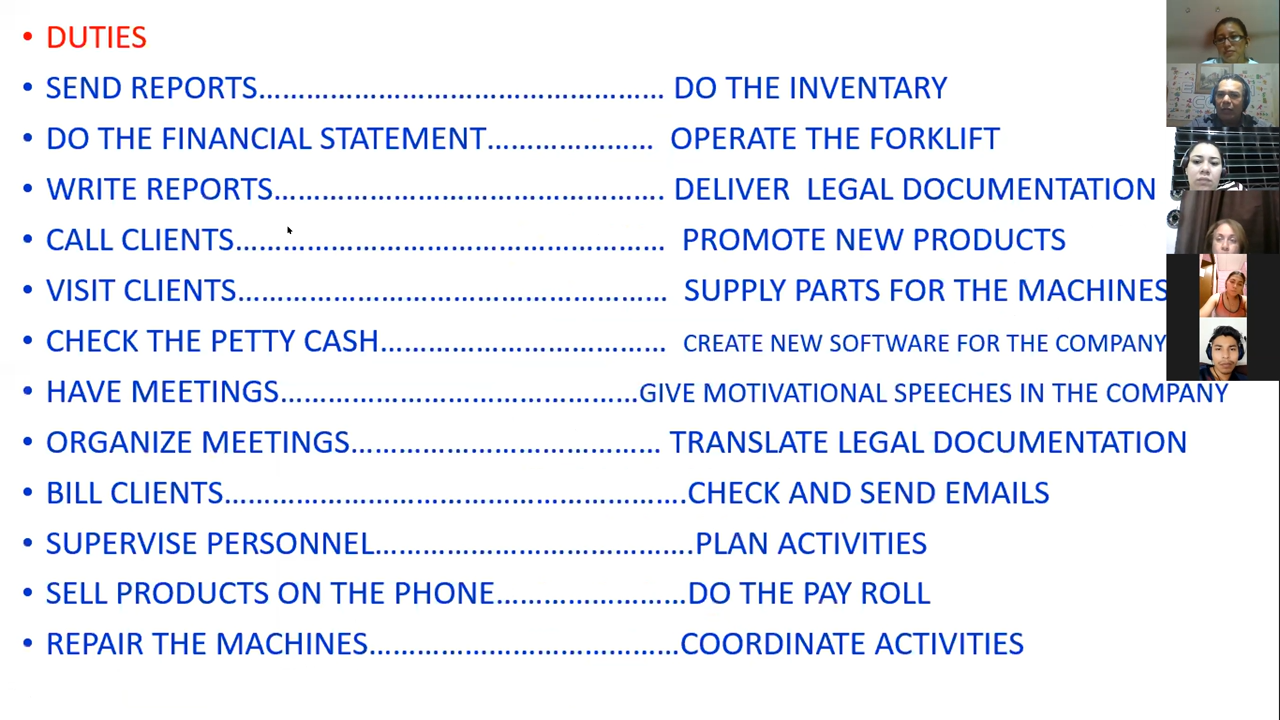 • DUTIES
• SEND REPORTS………………………………………… DO THE INVENTARY
• DO THE FINANCIAL STATEMENT………………… OPERATE THE FORKLIFT
• WRITE REPORTS………………………………………. DELIVER LEGAL DOCUMENTATION
• CALL CLIENTS…………………………………………… PROMOTE NEW PRODUCTS
• VISIT CLIENTS…………………………………………… SUPPLY PARTS FOR THE MACHINES
• CHECK THE PETTY CASH…………………………… CREATE NEW SOFTWARE FOR THE COMPANY
• HAVE MEETINGS……………………………………GIVE MOTIVATIONAL SPEECHES IN THE COMPANY
• ORGANIZE MEETINGS……………………………… TRANSLATE LEGAL DOCUMENTATION
• BILL CLIENTS……………………………………………….CHECK AND SEND EMAILS
• SUPERVISE PERSONNEL……………………………….PLAN ACTIVITIES
• SELL PRODUCTS ON THE PHONE……………………DO THE PAY ROLL
• REPAIR THE MACHINES………………………………COORDINATE ACTIVITIES